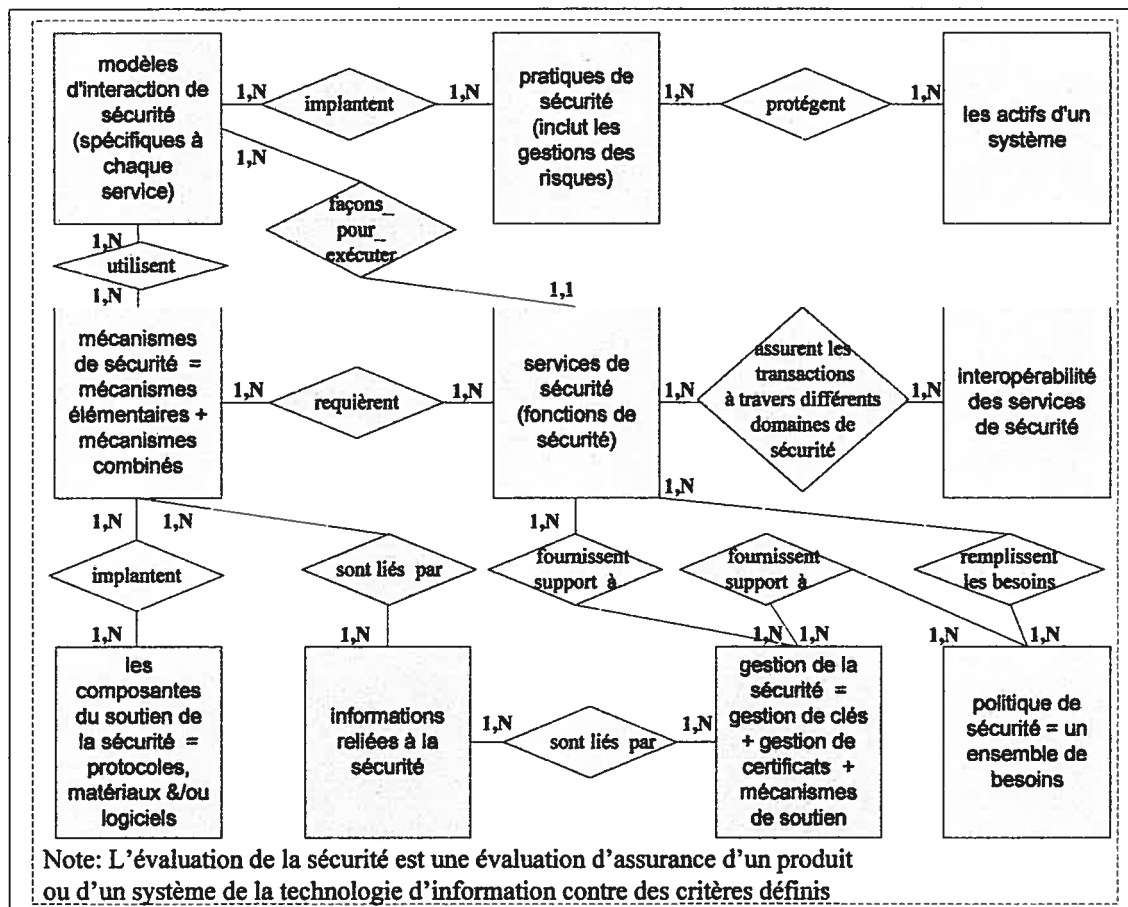 modèles
d'interaction de
sécurité
(spécifiques à
chaque
service)
1,N
implantent
1,N
pratiques de
sécurité
(inclut les
gestions des
risques)
1,N
protégent
1,N
les actifs d'un
système
1,N
façons_
pour_
exécuter
1,1
1,N
utilisent
1,N
mécanismes
de sécurité =
mécanismes
élémentaires +
mécanismes
combinés
1,N
requièrent
1,N
services de
sécurité
(fonctions de
sécurité)
1,N
assurent les
transactions
à travers différents
domaines de
sécurité
1,N
interopérabilité
des services
de sécurité
1,N
implantent
1,N
1,N
sont liés par
1,N
1,N
fournissent
support à
1,N
fournissent
support à
1,N
1,N
1,N
remplissent
les besoins
1,N
les
composantes
du soutien de
la sécurité =
protocoles,
matériaux &/ou
logiciels
informations
reliées à la
sécurité
1,N
sont liés par
1,N
gestion de la
sécurité =
gestion de clés
+ gestion de
certificats +
mécanismes
de soutien
politique de
sécurité = un
ensemble de
besoins
Note: L'évaluation de la sécurité est une évaluation d'assurance d'un produit
ou d'un système de la technologie d'information contre des critères définis